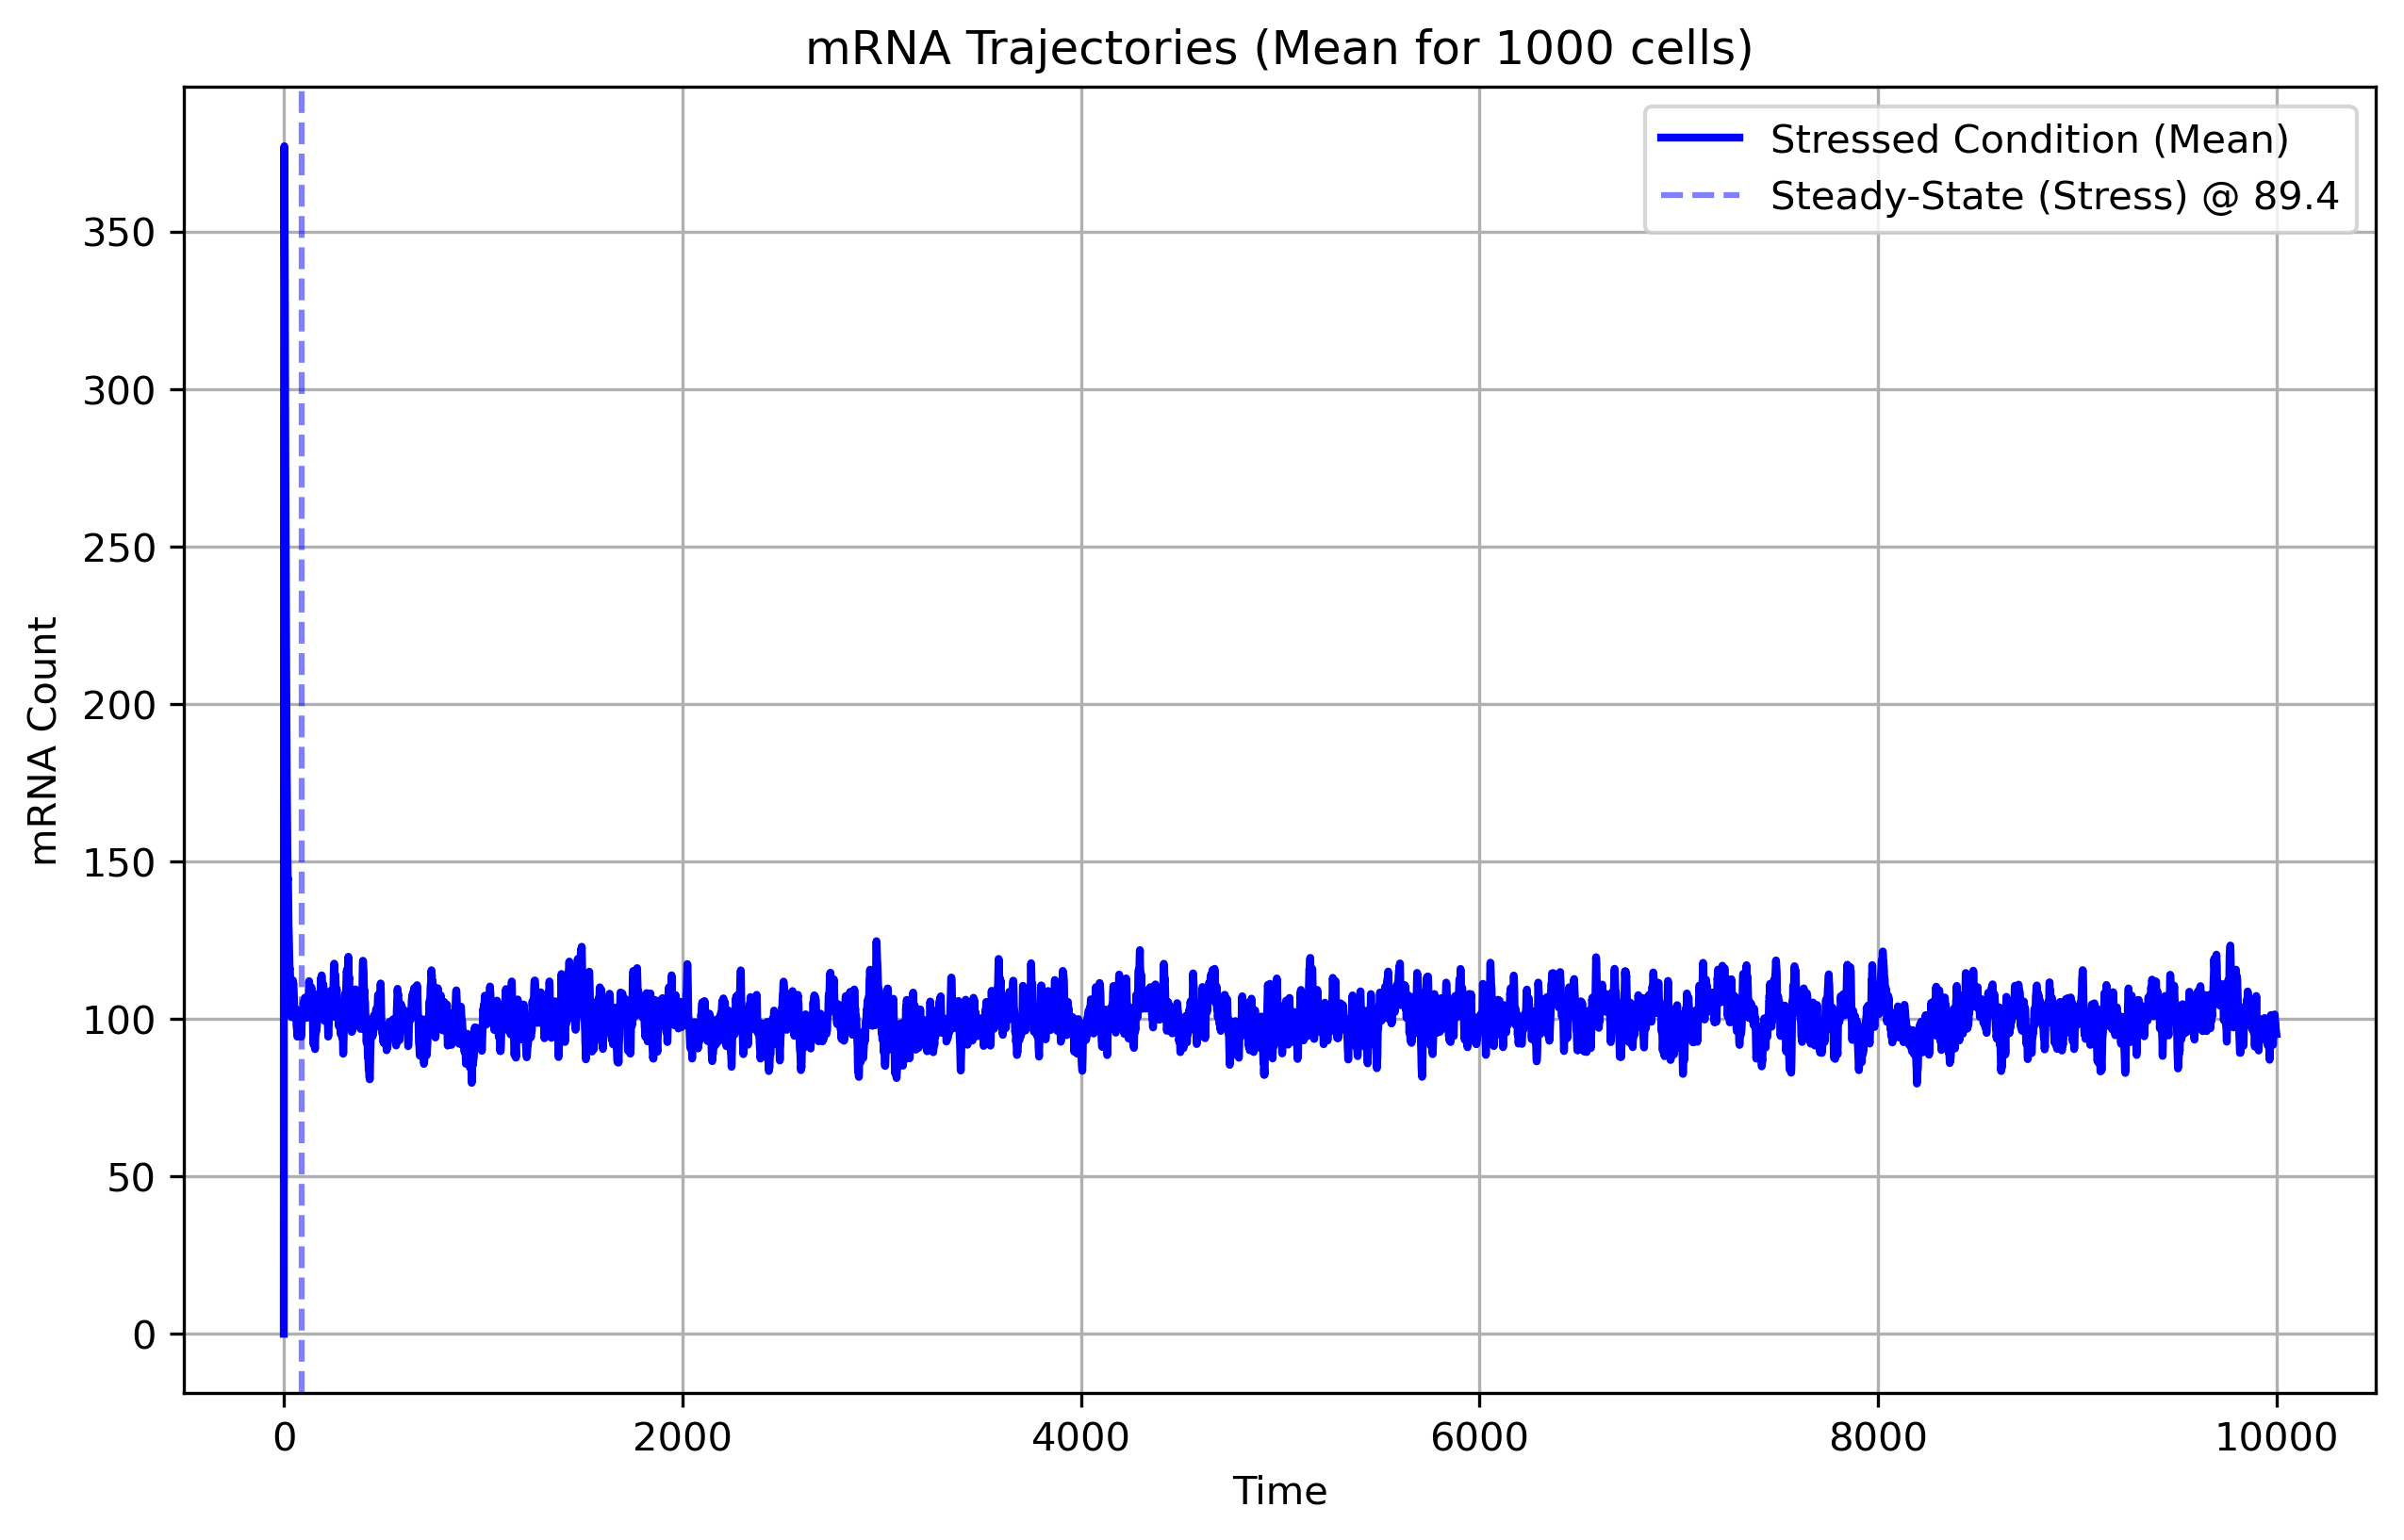 mRNA Trajectories (Mean for 1000 cells)
Stressed Condition (Mean)
Steady-State (Stress) @ 89.4
mRNA Count
350
300
250
200
150
100
50
0
0 2000 4000 6000 8000 10000
Time